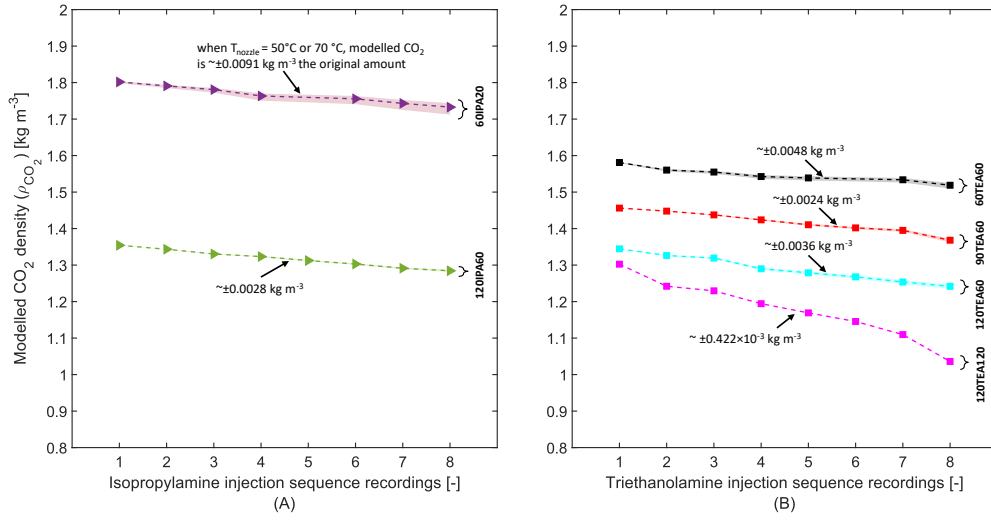 Modelled CO2 density (ρCO2) [kg m-3]
2
1.9
1.8
1.7
1.6
1.5
1.4
1.3
1.2
1.1
1
0.9
0.8
when Tnozzle = 50°C or 70 °C, modelled CO2
is ~±0.0091 kg m-3 the original amount
60IPA20
~±0.0028 kg m-3
120IPA60
1 2 3 4 5 6 7 8
Isopropylamine injection sequence recordings [-]
(A)
2
1.9
1.8
1.7
1.6
1.5
1.4
1.3
1.2
1.1
1
0.9
0.8
~±0.0048 kg m-3
60TEA60
~±0.0024 kg m-3
90TEA60
~±0.0036 kg m-3
120TEA60
~ ±0.422×10-3 kg m-3
120TEA120
1 2 3 4 5 6 7 8
Triethanolamine injection sequence recordings [-]
(B)